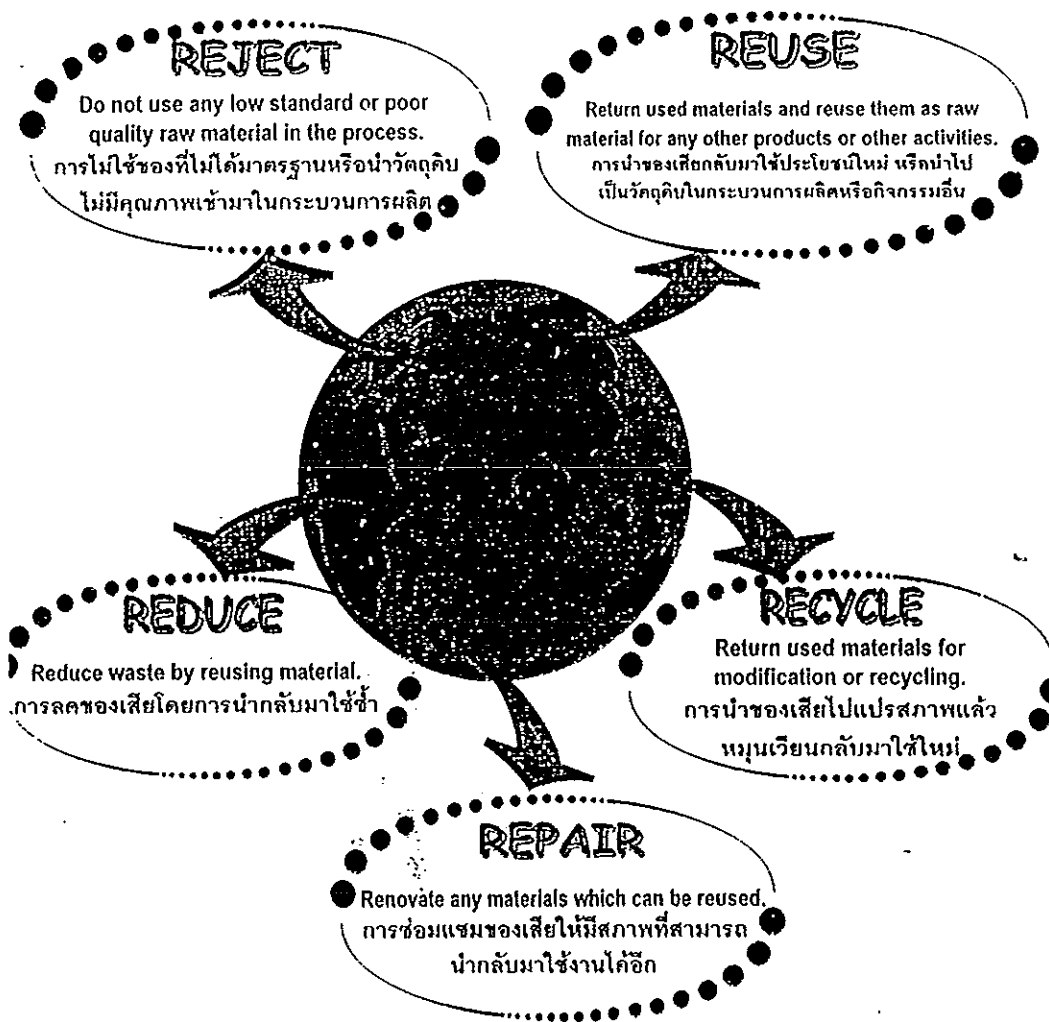 REJECT
Do not use any low standard or poor
quality raw material in the process.
การไม่ใช้ของที่ไม่ได้มาตรฐานหรือนำวัตถุดิบ
ไม่มีคุณภาพเข้ามาในกระบวนการผลิต
REUSE
Return used materials and reuse them as raw
material for any other products or other activities.
การนำของเสียกลับมาใช้ประโยชน์ใหม่ หรือนำไป
เป็นวัตถุดิบในกระบวนการผลิตหรือกิจกรรมอื่น
REDUCE
Reduce waste by reusing material.
การลดของเสียโดยการนำกลับมาใช้ซ้ำ
RECYCLE
Return used materials for
modification or recycling.
การนำของเสียไปแปรสภาพแล้ว
หมุนเวียนกลับมาใช้ใหม่
REPAIR
Renovate any materials which can be reused.
การซ่อมแซมของเสียให้มีสภาพที่สามารถ
นำกลับมาใช้งานได้อีก